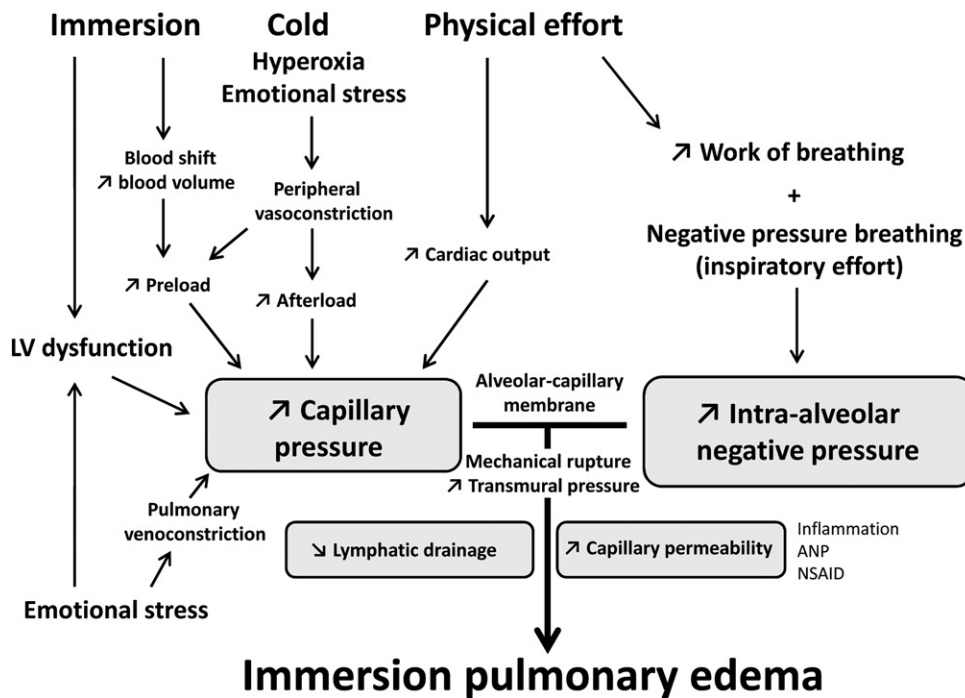 Immersion
Cold
Physical effort
Hyperoxia
Emotional stress
Blood shift
↗ blood volume
Peripheral
vasoconstriction
↗ Work of breathing
+
Negative pressure breathing
(inspiratory effort)
↗ Cardiac output
↗ Preload
↗ Afterload
LV dysfunction
↗ Capillary
pressure
Alveolar-capillary
membrane
↗ Intra-alveolar
negative pressure
Mechanical rupture
↗ Transmural pressure
Pulmonary
venoconstriction
↘ Lymphatic drainage
↗ Capillary permeability
Inflammation
ANP
NSAID
Emotional stress
Immersion pulmonary edema